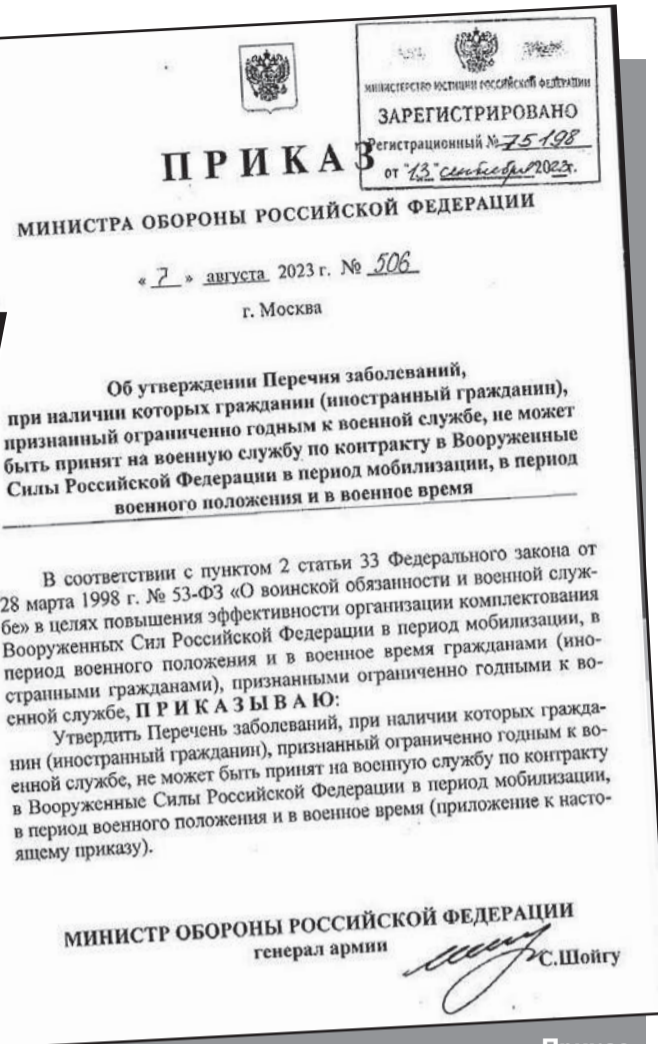 МИНИСТЕРСТВО ЮСТИЦИИ РОССИЙСКОЙ ФЕДЕРАЦИИ
ЗАРЕГИСТРИРОВАНО
Регистрационный № 75198
от "13" сентября 2023г.
ПРИКАЗ
МИНИСТРА ОБОРОНЫ РОССИЙСКОЙ ФЕДЕРАЦИИ
« 7 » августа 2023 г. № 506
г. Москва
Об утверждении Перечня заболеваний,
при наличии которых гражданин (иностранный гражданин),
признанный ограниченно годным к военной службе, не может
быть принят на военную службу по контракту в Вооруженные
Силы Российской Федерации в период мобилизации, в период
военного положения и в военное время
В соответствии с пунктом 2 статьи 33 Федерального закона от
28 марта 1998 г. № 53-ФЗ «О воинской обязанности и военной служ-
бе» в целях повышения эффективности организации комплектования
Вооруженных Сил Российской Федерации в период мобилизации, в
период военного положения и в военное время гражданами (ино-
странными гражданами), признанными ограниченно годными к во-
енной службе, П Р И К А З Ы В А Ю:
Утвердить Перечень заболеваний, при наличии которых гражда-
нин (иностранный гражданин), признанный ограниченно годным к во-
енной службе, не может быть принят на военную службу по контракту
в Вооруженные Силы Российской Федерации в период мобилизации,
в период военного положения и в военное время (приложение к насто-
ящему приказу).
МИНИСТР ОБОРОНЫ РОССИЙСКОЙ ФЕДЕРАЦИИ
генерал армии
С.Шойгу